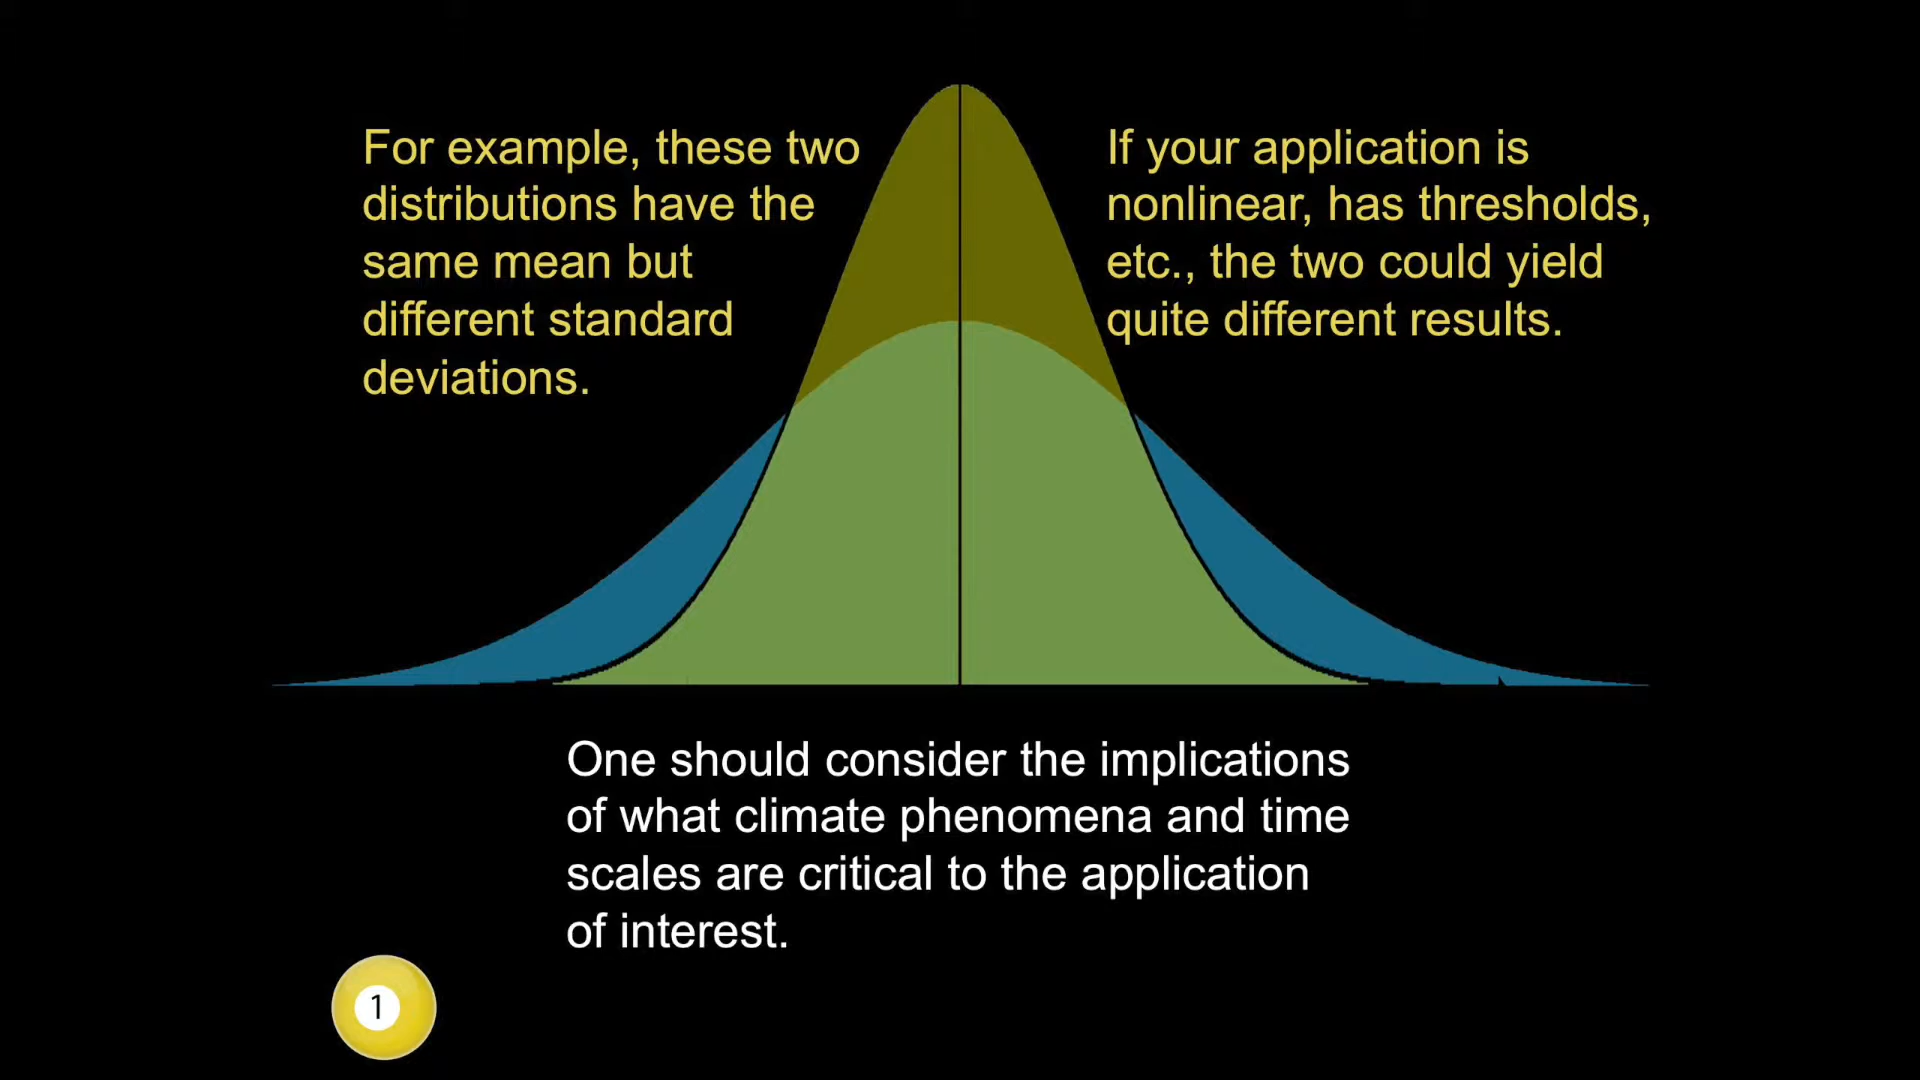 For example, these two
distributions have the
same mean but
different standard
deviations.
If your application is
nonlinear, has thresholds,
etc., the two could yield
quite different results.
One should consider the implications
of what climate phenomena and time
scales are critical to the application
of interest.
1